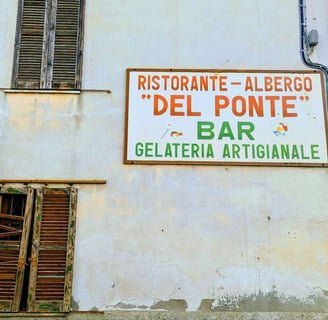 RISTORANTE - ALBERGO
"DEL PONTE"
BAR
GELATERIA ARTIGIANALE